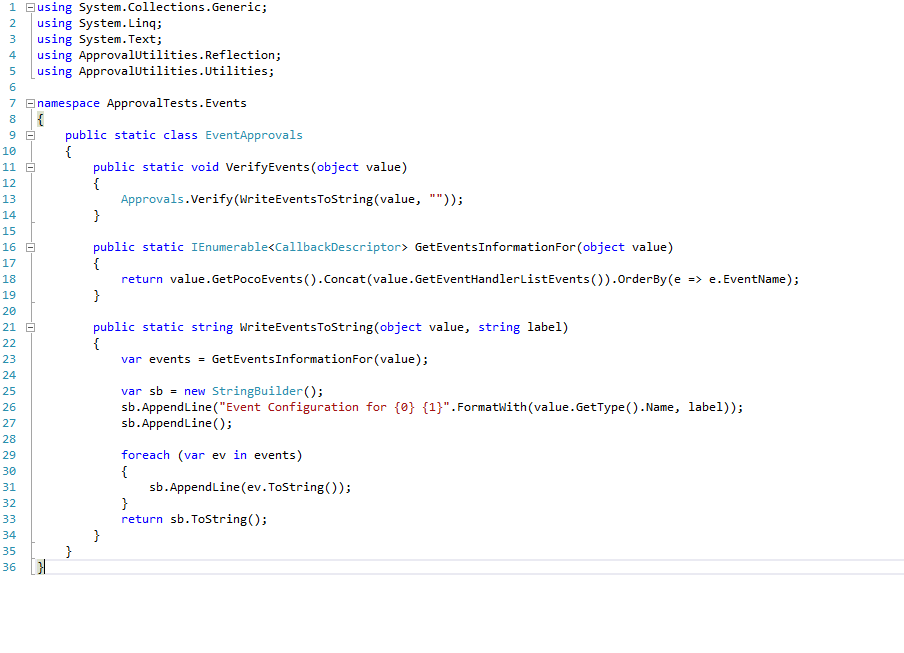 1 using System.Collections.Generic;
2 using System.Linq;
3 using System.Text;
4 using ApprovalUtilities.Reflection;
5 using ApprovalUtilities.Utilities;
6
7 namespace ApprovalTests.Events
8 {
9     public static class EventApprovals
10     {
11         public static void VerifyEvents(object value)
12         {
13             Approvals.Verify(WriteEventsToString(value, ""));
14         }
15
16         public static IEnumerable<CallbackDescriptor> GetEventsInformationFor(object value)
17         {
18             return value.GetPocoEvents().Concat(value.GetEventHandlerListEvents()).OrderBy(e => e.EventName);
19         }
20
21         public static string WriteEventsToString(object value, string label)
22         {
23             var events = GetEventsInformationFor(value);
24
25             var sb = new StringBuilder();
26             sb.AppendLine("Event Configuration for {0} {1}".FormatWith(value.GetType().Name, label));
27             sb.AppendLine();
28
29             foreach (var ev in events)
30             {
31                 sb.AppendLine(ev.ToString());
32             }
33             return sb.ToString();
34         }
35     }
36 }